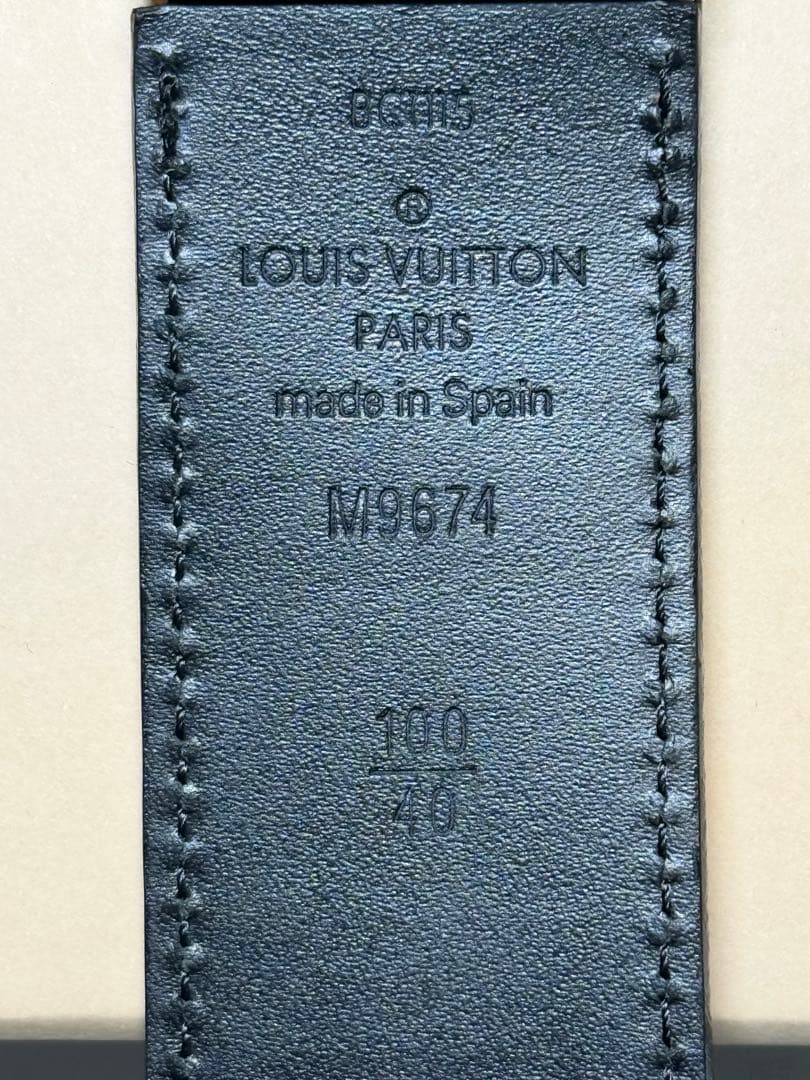 BC1115
®
LOUIS VUITTON
PARIS
made in Spain
M9674
100
40